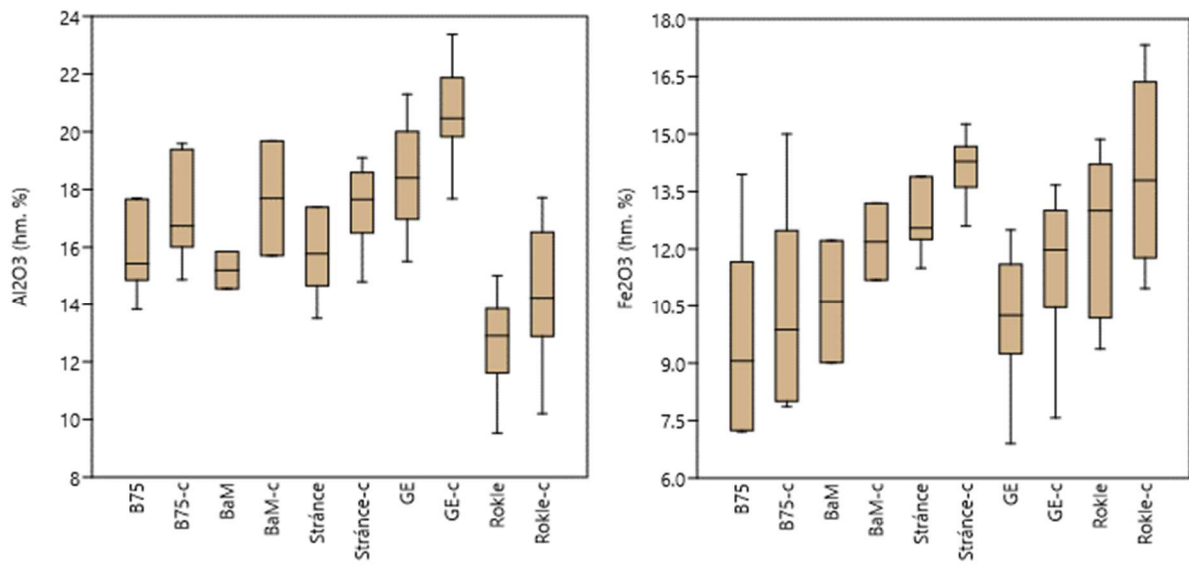 24
22
20
18
16
14
12
10
8
Al2O3 (hm. %)
B75
B75-c
BaM
BaM-c
Stránce
Stránce-c
GE
GE-c
Rokle
Rokle-c
18.0
16.5
15.0
13.5
12.0
10.5
9.0
7.5
6.0
Fe2O3 (hm. %)
B75
B75-c
BaM
BaM-c
Stránce
Stránce-c
GE
GE-c
Rokle
Rokle-c